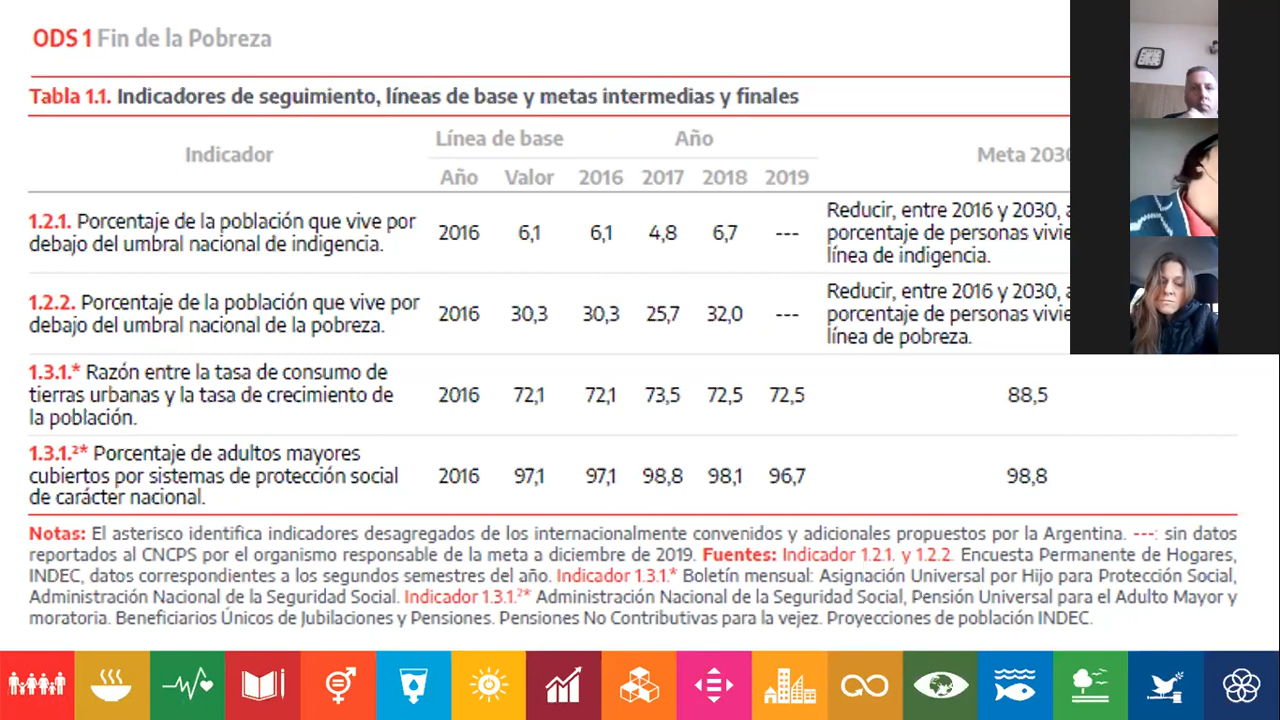 ODS 1 Fin de la Pobreza
Tabla 1.1. Indicadores de seguimiento, líneas de base y metas intermedias y finales
Indicador
Línea de base
Año
Meta 2030
Año Valor 2016 2017 2018 2019
1.2.1. Porcentaje de la población que vive por
debajo del umbral nacional de indigencia.
2016 6,1 6,1 4,8 6,7 ---
Reducir, entre 2016 y 2030, a
porcentaje de personas
línea de indigencia.
1.2.2. Porcentaje de la población que vive por
debajo del umbral nacional de la pobreza.
2016 30,3 30,3 25,7 32,0 ---
Reducir, entre 2016 y 2030, a
porcentaje de personas
línea de pobreza.
1.3.1.* Razón entre la tasa de consumo de
tierras urbanas y la tasa de crecimiento de
la población.
2016 72,1 72,1 73,5 72,5 72,5 88,5
1.3.1.²* Porcentaje de adultos mayores
cubiertos por sistemas de protección social
de carácter nacional.
2016 97,1 97,1 98,8 98,1 96,7 98,8
Notas: El asterisco identifica indicadores desagregados de los internacionalmente convenidos y adicionales propuestos por la Argentina. ---: sin datos
reportados al CNCPS por el organismo responsable de la meta a diciembre de 2019. Fuentes: Indicador 1.2.1. y 1.2.2. Encuesta Permanente de Hogares,
INDEC, datos correspondientes a los segundos semestres del año. Indicador 1.3.1.* Boletín mensual: Asignación Universal por Hijo para Protección Social,
Administración Nacional de la Seguridad Social. Indicador 1.3.1.²* Administración Nacional de la Seguridad Social, Pensión Universal para el Adulto Mayor y
moratoria. Beneficiarios Únicos de Jubilaciones y Pensiones. Pensiones No Contributivas para la vejez. Proyecciones de población INDEC.